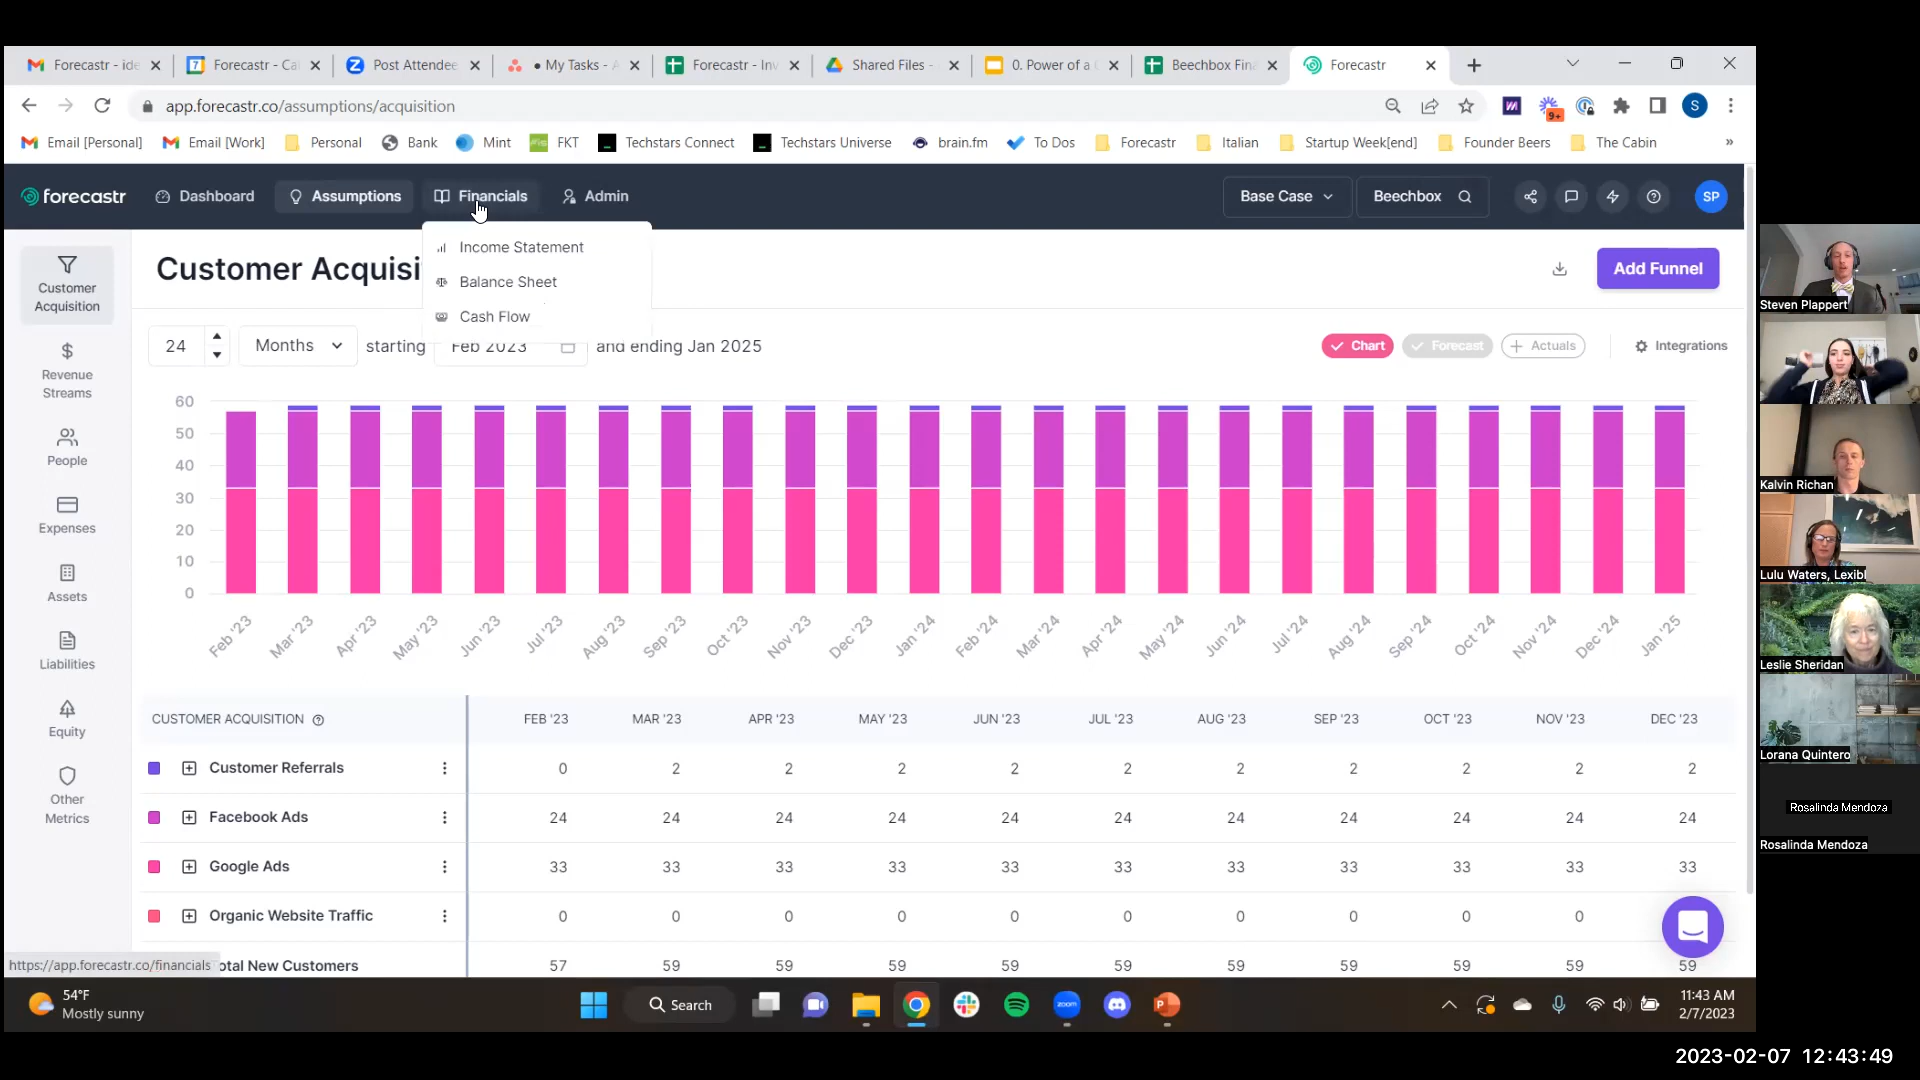 Forecastr - ide
Forecastr - Cal
Post Attendee
• My Tasks - A
Forecastr - Inv
Shared Files -
0. Power of a
Beechbox Fina
Forecastr
app.forecastr.co/assumptions/acquisition
9+
S
Email [Personal]
Email [Work]
Personal
Bank
Mint
FKT
Techstars Connect
Techstars Universe
brain.fm
To Dos
Forecastr
Italian
Startup Week[end]
Founder Beers
The Cabin
»
forecastr
Dashboard
Assumptions
Financials
Admin
Base Case
Beechbox
SP
Income Statement
Balance Sheet
Cash Flow
Customer Acquisi
Add Funnel
24
Months
starting
Feb 2023
and ending Jan 2025
Chart
Forecast
Actuals
Integrations
Customer
Acquisition
Revenue
Streams
People
Expenses
Assets
Liabilities
Equity
Other
Metrics
60
50
40
30
20
10
0
Feb '23
Mar '23
Apr '23
May '23
Jun '23
Jul '23
Aug '23
Sep '23
Oct '23
Nov '23
Dec '23
Jan '24
Feb '24
Mar '24
Apr '24
May '24
Jun '24
Jul '24
Aug '24
Sep '24
Oct '24
Nov '24
Dec '24
Jan '25
CUSTOMER ACQUISITION FEB '23 MAR '23 APR '23 MAY '23 JUN '23 JUL '23 AUG '23 SEP '23 OCT '23 NOV '23 DEC '23
Customer Referrals 0 2 2 2 2 2 2 2 2 2 2
Facebook Ads 24 24 24 24 24 24 24 24 24 24 24
Google Ads 33 33 33 33 33 33 33 33 33 33 33
Organic Website Traffic 0 0 0 0 0 0 0 0 0 0
otal New Customers 57 59 59 59 59 59 59 59 59 59 59
https://app.forecastr.co/financials
54°F
Mostly sunny
Search
zoom
11:43 AM
2/7/2023
Steven Plappert
Kalvin Richan
Lulu Waters, Lexibl
Leslie Sheridan
Lorana Quintero
Rosalinda Mendoza
Rosalinda Mendoza
2023-02-07 12:43:49